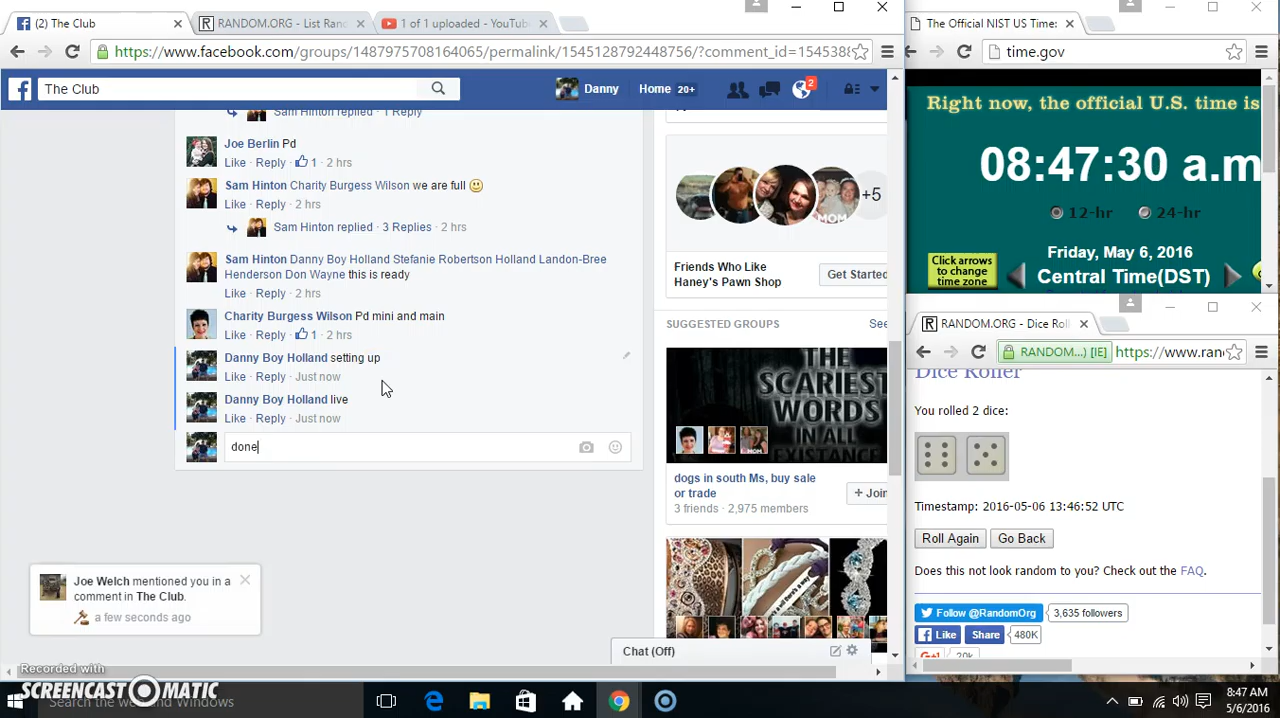 (2) The Club
RANDOM.ORG - List Ran
1 of 1 uploaded - YouTub
https://www.facebook.com/groups/1487975708164065/permalink/1545128792448756/?comment_id=154538
The Club
Danny
Home 20+
2
Sam Hinton replied · 1 Reply
Joe Berlin Pd
Like · Reply · 1 · 2 hrs
Sam Hinton Charity Burgess Wilson we are full
Like · Reply · 2 hrs
Sam Hinton replied · 3 Replies · 2 hrs
Sam Hinton Danny Boy Holland Stefanie Robertson Holland Landon-Bree
Henderson Don Wayne this is ready
Like · Reply · 2 hrs
Charity Burgess Wilson Pd mini and main
Like · Reply · 1 · 2 hrs
Danny Boy Holland setting up
Like · Reply · Just now
Danny Boy Holland live
Like · Reply · Just now
done
Joe Welch mentioned you in a
comment in The Club.
a few seconds ago
+5
MOM
Friends Who Like
Haney's Pawn Shop
Get Started
SUGGESTED GROUPS
See
THE
SCARIEST
WORDS
IN ALL
EXISTANCE
dogs in south Ms, buy sale
or trade
3 friends · 2,975 members
+ Join
Chat (Off)
The Official NIST US Time:
time.gov
Right now, the official U.S. time is
08:47:30 a.m
12-hr
24-hr
Friday, May 6, 2016
Click arrows
to change
time zone
Central Time(DST)
RANDOM.ORG - Dice Rol
RANDOM...) [IE]
https://www.ran
Dice Roller
You rolled 2 dice:
Timestamp: 2016-05-06 13:46:52 UTC
Roll Again
Go Back
Does this not look random to you? Check out the FAQ.
Follow @RandomOrg
3,635 followers
Like
Share
480K
20k
Recorded with
SCREENCAST-O-MATIC
Search the web and Windows
8:47 AM
5/6/2016